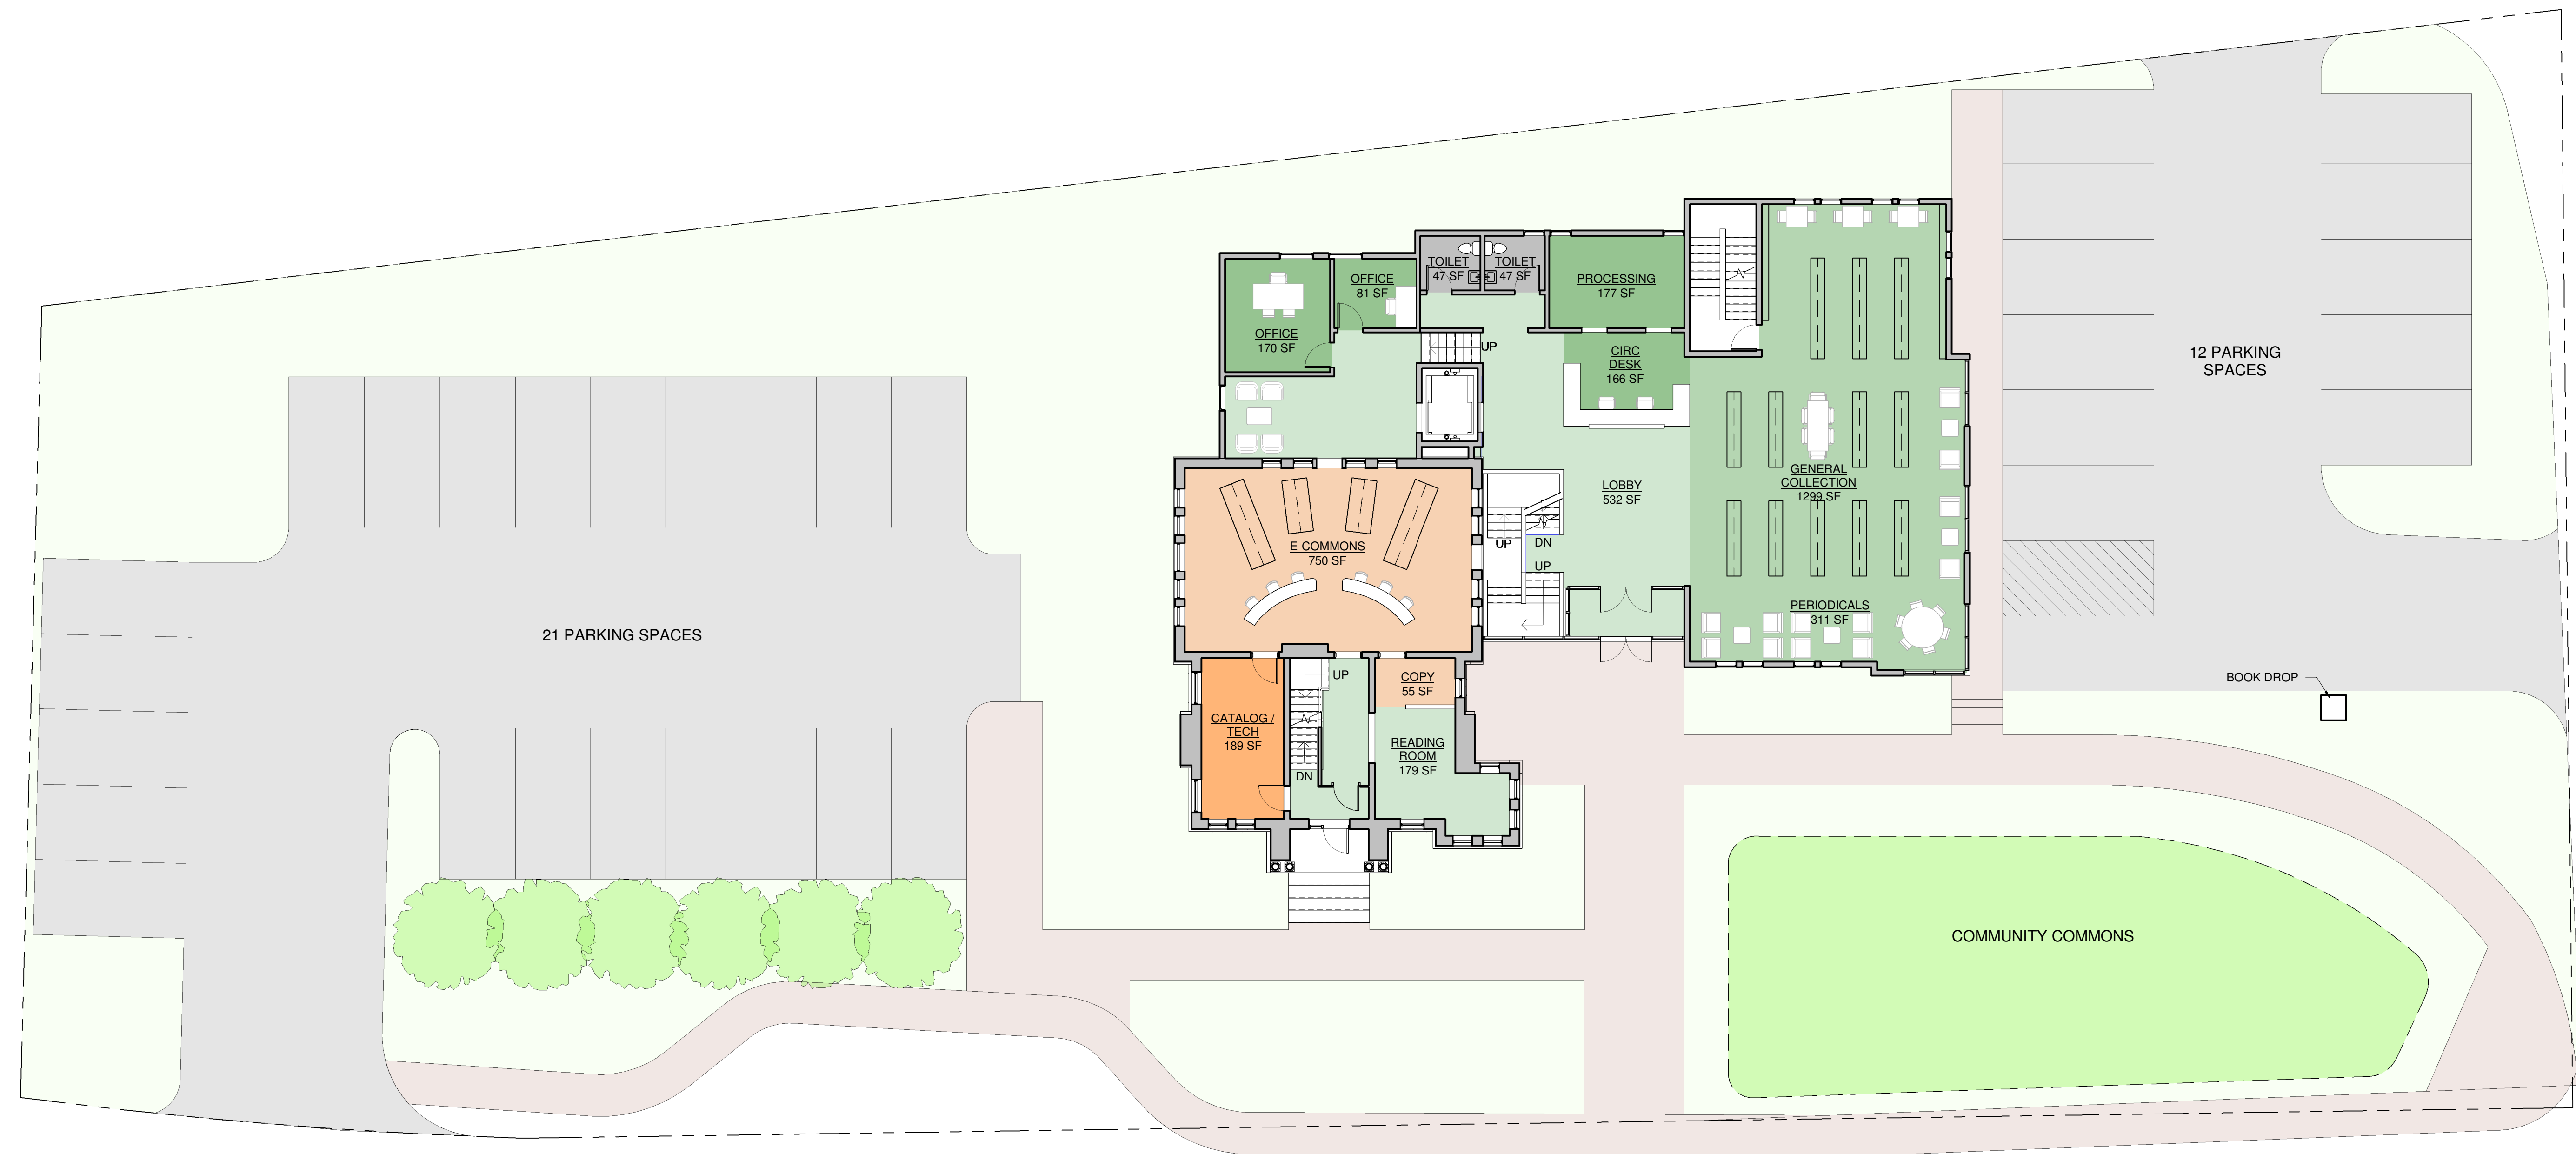 TOILET
47 SF
TOILET
47 SF
OFFICE
81 SF
PROCESSING
177 SF
OFFICE
170 SF
UP
CIRC
DESK
166 SF
12 PARKING
SPACES
LOBBY
532 SF
GENERAL
COLLECTION
1299 SF
E-COMMONS
750 SF
UP
DN
UP
PERIODICALS
311 SF
21 PARKING SPACES
UP
COPY
55 SF
BOOK DROP
CATALOG /
TECH
189 SF
READING
ROOM
179 SF
DN
COMMUNITY COMMONS